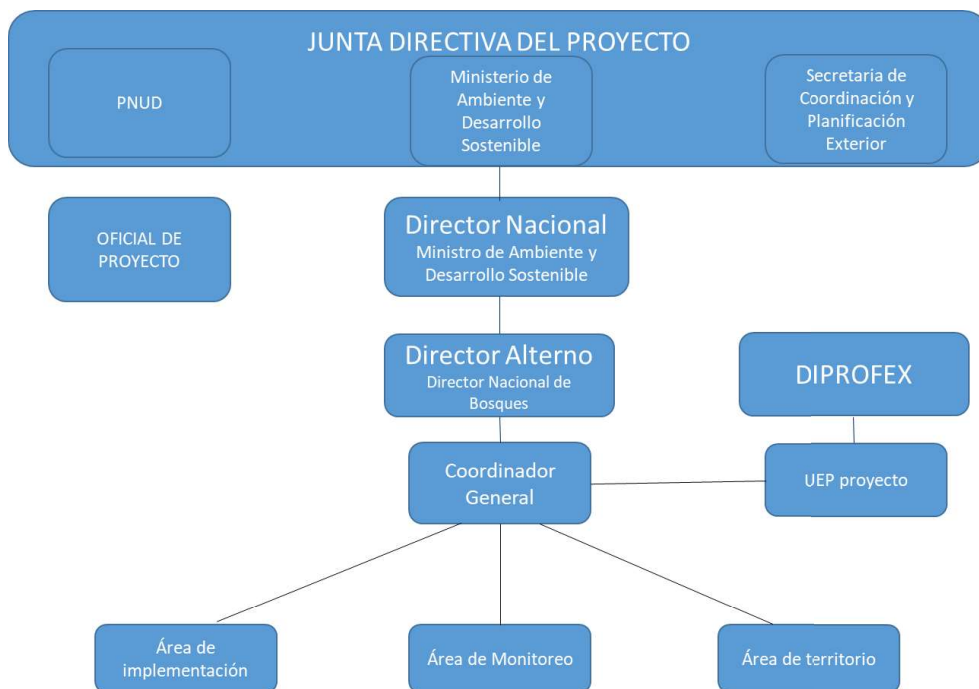 JUNTA DIRECTIVA DEL PROYECTO
PNUD
Ministerio de
Ambiente y
Desarrollo
Sostenible
Secretaria de
Coordinación y
Planificación
Exterior
OFICIAL DE
PROYECTO
Director Nacional
Ministro de Ambiente y
Desarrollo Sostenible
Director Alterno
Director Nacional de
Bosques
DIPROFEX
Coordinador
General
UEP proyecto
Área de
implementación
Área de Monitoreo
Área de territorio